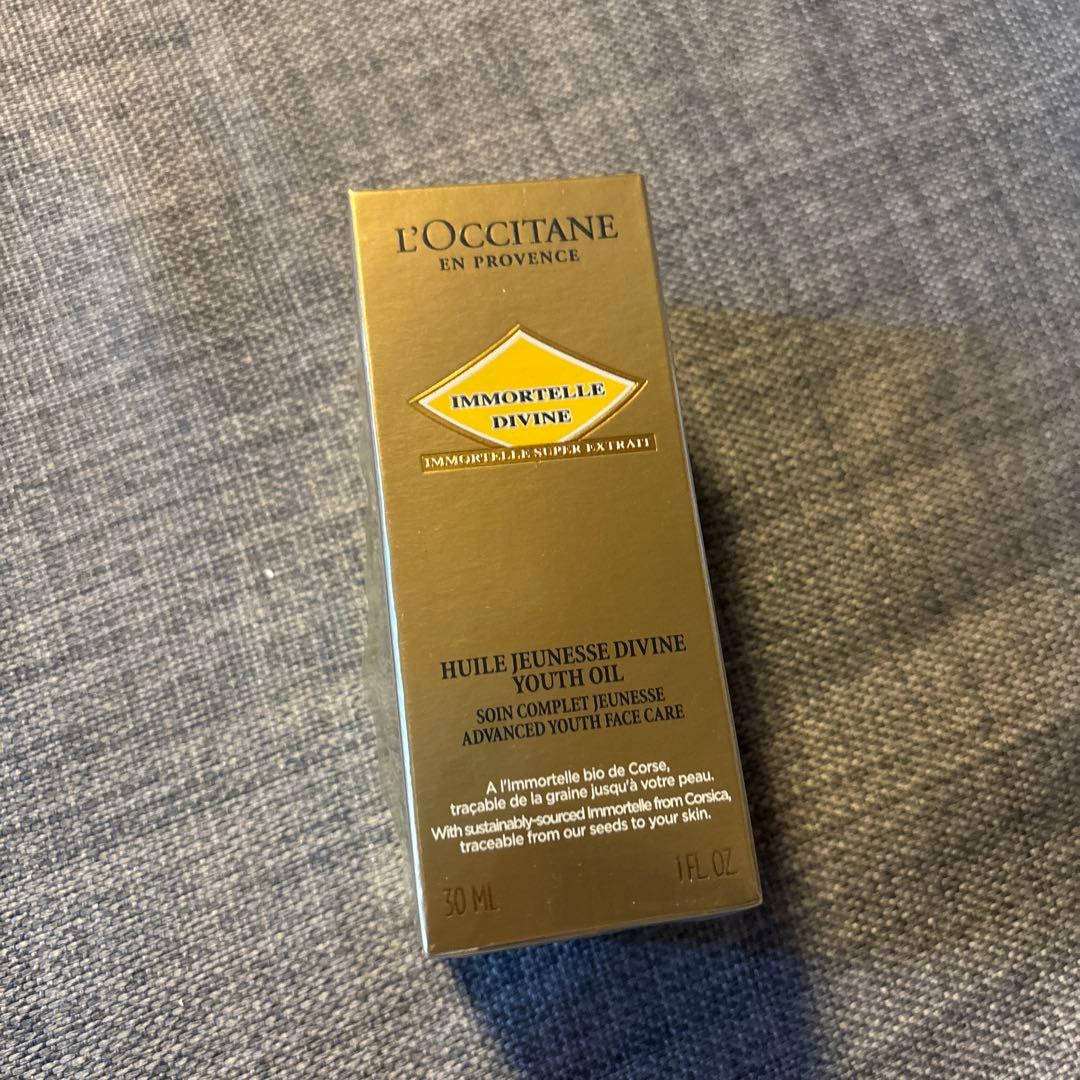 L'OCCITANE
EN PROVENCE
IMMORTELLE
DIVINE
IMMORTELLE SUPER EXTRAIT
HUILE JEUNESSE DIVINE
YOUTH OIL
SOIN COMPLET JEUNESSE
ADVANCED YOUTH FACE CARE
A l'Immortelle bio de Corse,
traçable de la graine jusqu'à votre peau.
With sustainably-sourced Immortelle from Corsica,
traceable from our seeds to your skin.
30 ML
1 FL. OZ.